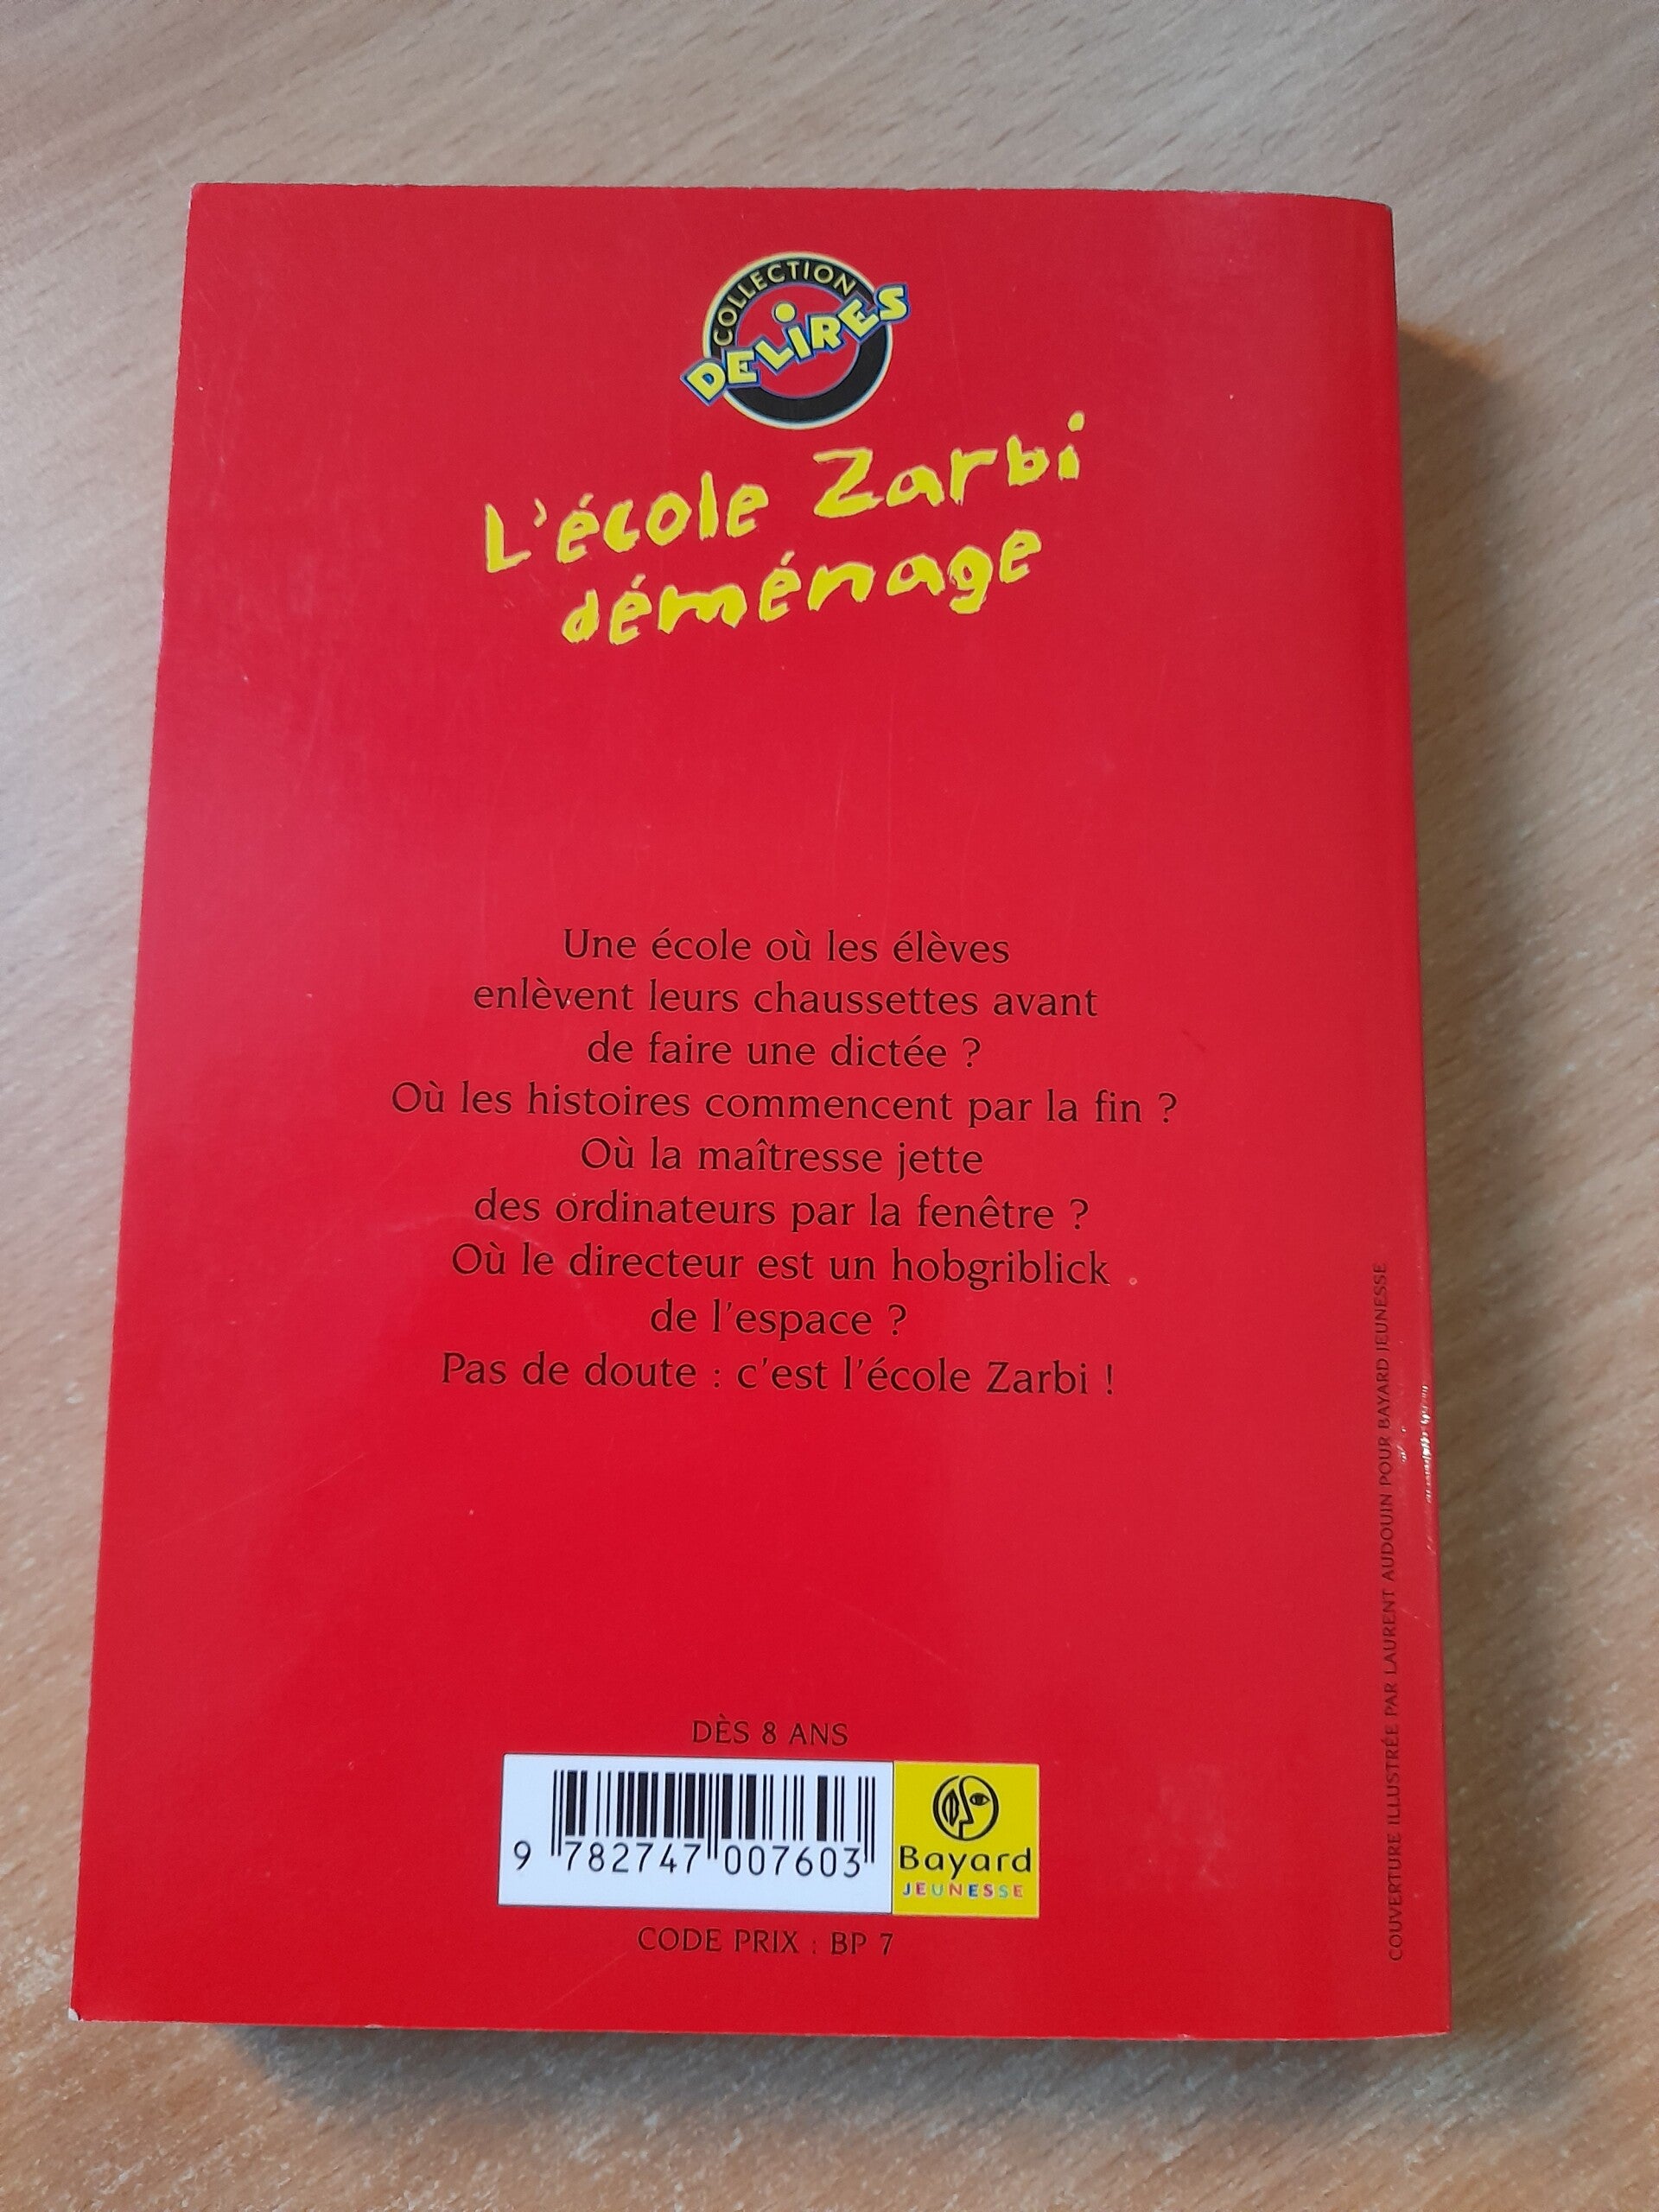 COLLECTION
DELIRES
L'école Zarbi
déménage
Une école où les élèves
enlèvent leurs chaussettes avant
de faire une dictée ?
Où les histoires commencent par la fin ?
Où la maîtresse jette
des ordinateurs par la fenêtre ?
Où le directeur est un hobgriblick
de l'espace ?
Pas de doute : c'est l'école Zarbi !
DÈS 8 ANS
9 782747 007603
Bayard
JEUNESSE
CODE PRIX : BP 7
COUVERTURE ILLUSTRÉE PAR LAURENT AUDOUIN POUR BAYARD JEUNESSE